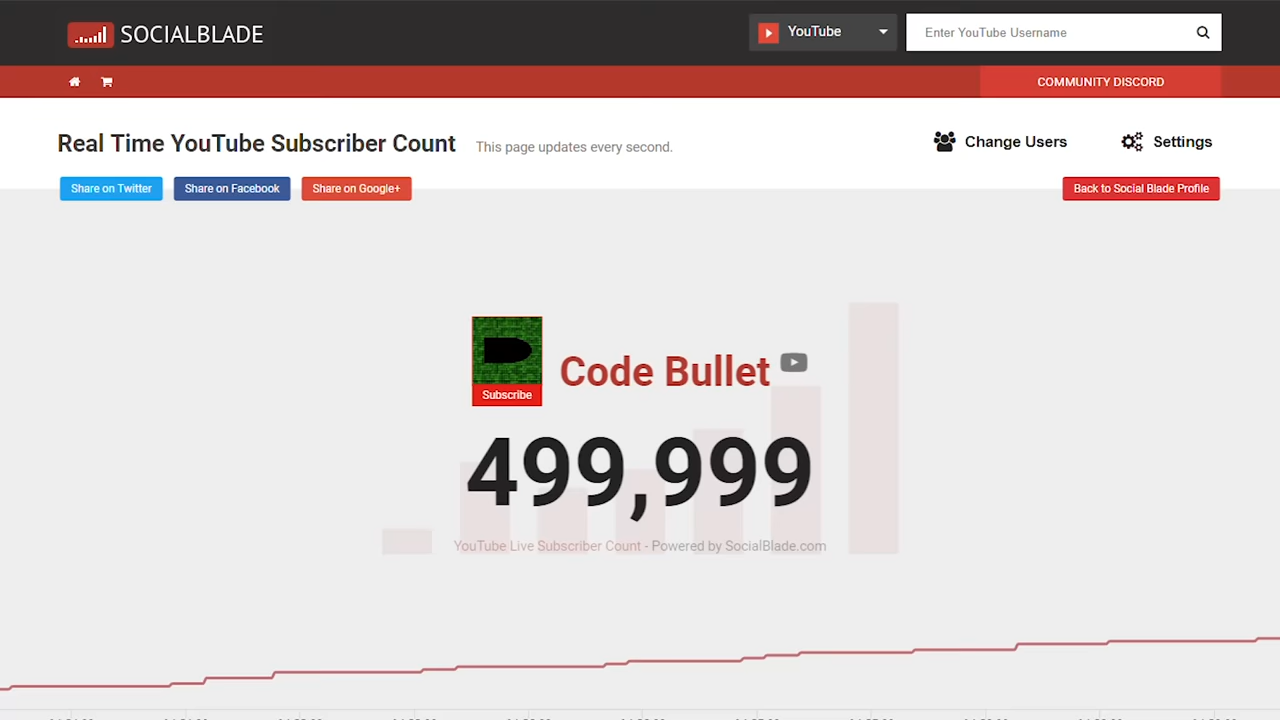 SOCIALBLADE
YouTube
Enter YouTube Username
COMMUNITY DISCORD
Real Time YouTube Subscriber Count
This page updates every second.
Change Users
Settings
Share on Twitter
Share on Facebook
Share on Google+
Back to Social Blade Profile
Subscribe
Code Bullet
499,999
YouTube Live Subscriber Count - Powered by SocialBlade.com